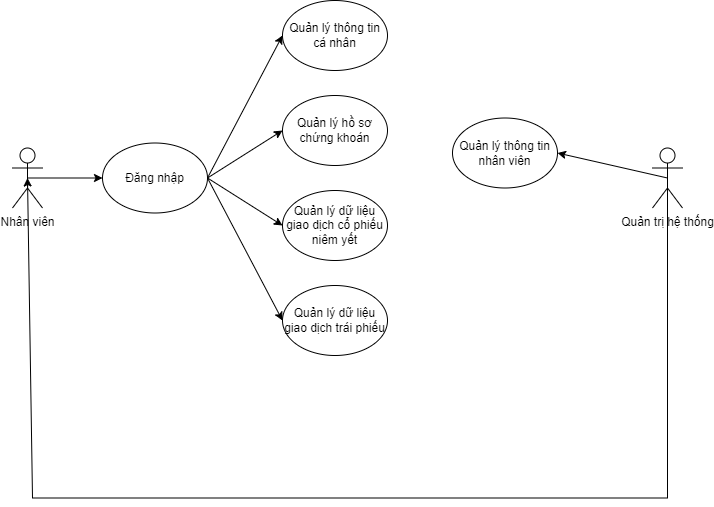 Quản lý thông tin
cá nhân
Quản lý hồ sơ
chứng khoán
Quản lý thông tin
nhân viên
Đăng nhập
Nhân viên
Quản trị hệ thống
Quản lý dữ liệu
giao dịch cổ phiếu
niêm yết
Quản lý dữ liệu
giao dịch trái phiếu